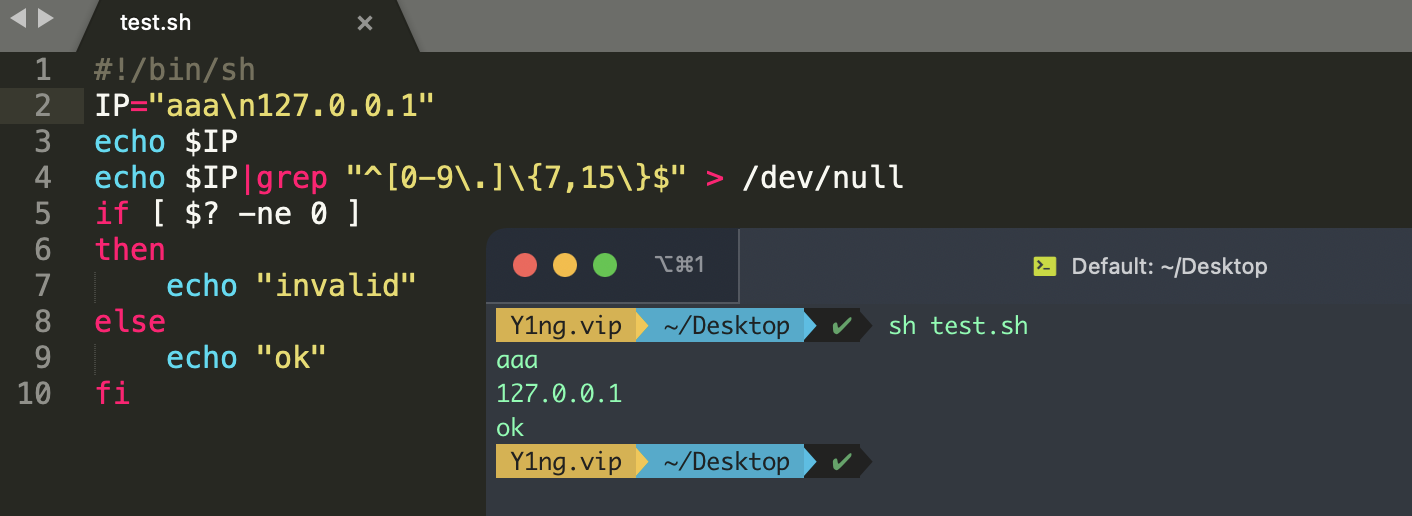 test.sh ×
1 #!/bin/sh
2 IP="aaa\n127.0.0.1"
3 echo $IP
4 echo $IP|grep "^[0-9\.]\{7,15\}$" > /dev/null
5 if [ $? -ne 0 ]
6 then
7     echo "invalid"
8 else
9     echo "ok"
10 fi
⌥⌘1
Default: ~/Desktop
Y1ng.vip ~/Desktop ✔ sh test.sh
aaa
127.0.0.1
ok
Y1ng.vip ~/Desktop ✔